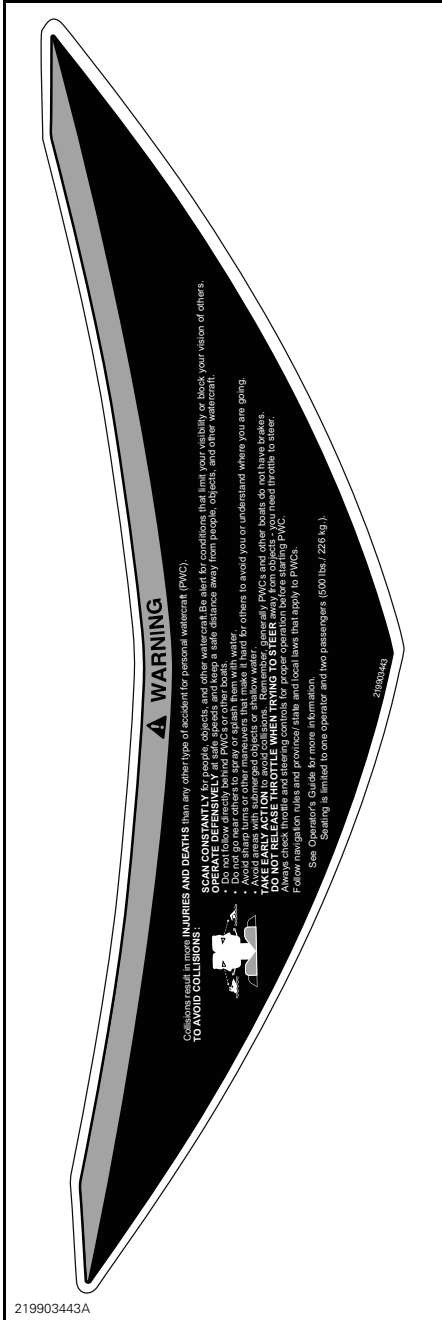 WARNING
Collisions result in more INJURIES AND DEATHS than any other type of accident for personal watercraft (PWC).
TO AVOID COLLISIONS :
SCAN CONSTANTLY for people, objects, and other watercraft.Be alert for conditions that limit your visibility or block your vision of others.
OPERATE DEFENSIVELY at safe speeds and keep a safe distance away from people, objects, and other watercraft.
• Do not follow directly behind PWCs or other boats.
• Do not go near others to spray or splash them with water.
• Avoid sharp turns or other maneuvers that make it hard for others to avoid you or understand where you are going.
• Avoid areas with submerged objects or shallow water.
TAKE EARLY ACTION to avoid collisions. Remember, generally PWCs and other boats do not have brakes.
DO NOT RELEASE THROTTLE WHEN TRYING TO STEER away from objects - you need throttle to steer.
Always check throttle and steering controls for proper operation before starting PWC.
Follow navigation rules and province/ state and local laws that apply to PWCs.
See Operator's Guide for more information.
Seating is limited to one operator and two passengers (500 lbs./ 226 kg.).
219903443
219903443A